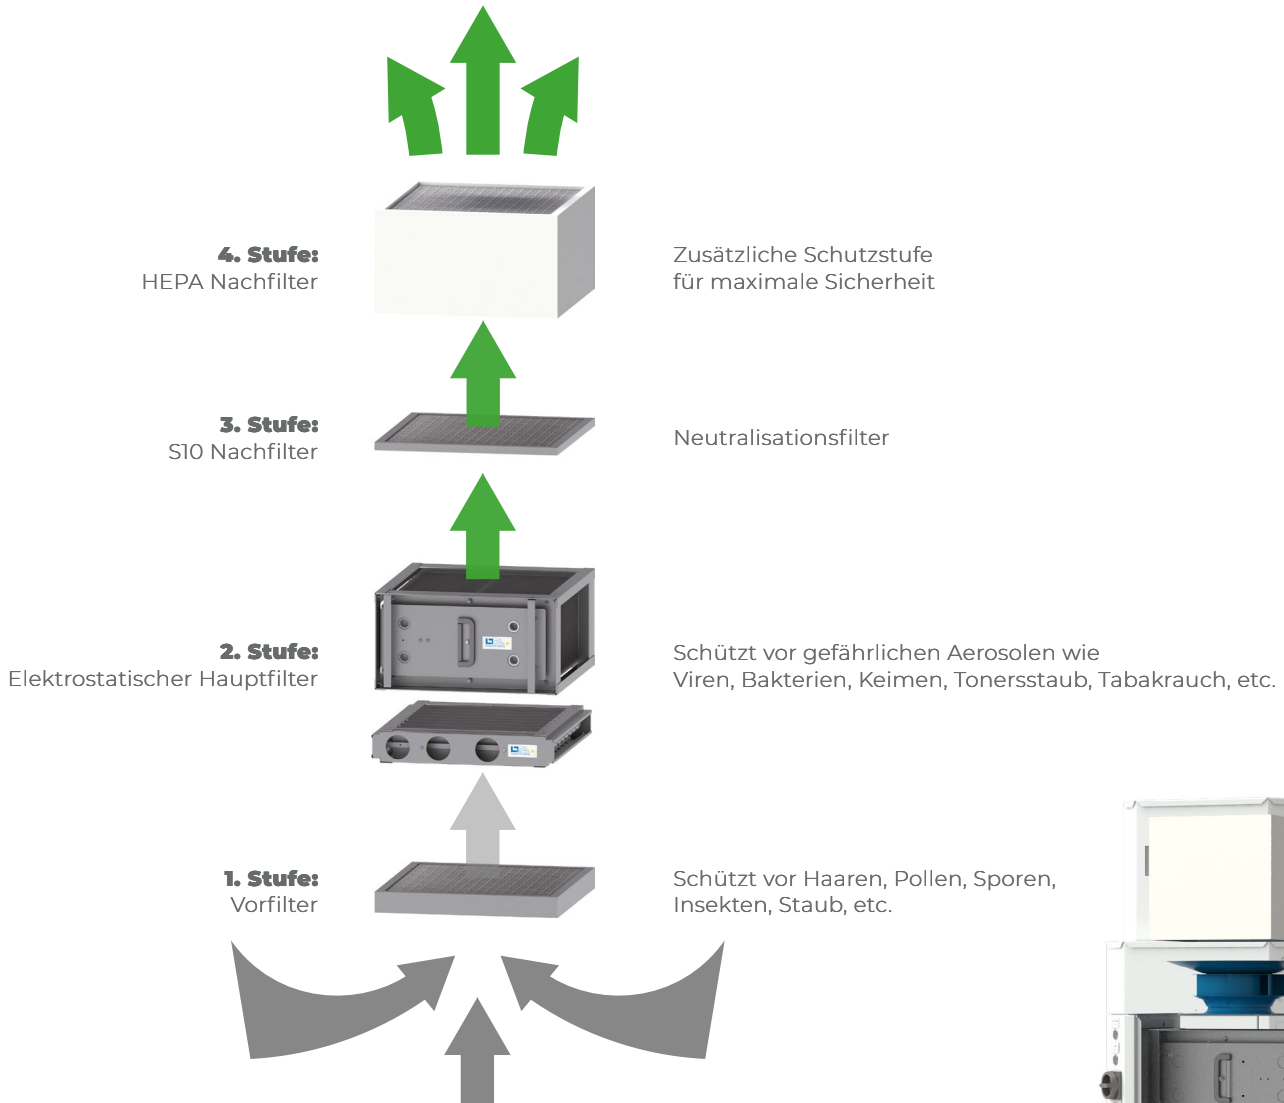 4. Stufe:
HEPA Nachfilter
Zusätzliche Schutzstufe
für maximale Sicherheit
3. Stufe:
S10 Nachfilter
Neutralisationsfilter
2. Stufe:
Elektrostatischer Hauptfilter
Schützt vor gefährlichen Aerosolen wie
Viren, Bakterien, Keimen, Tonersstaub, Tabakrauch, etc.
1. Stufe:
Vorfilter
Schützt vor Haaren, Pollen, Sporen,
Insekten, Staub, etc.